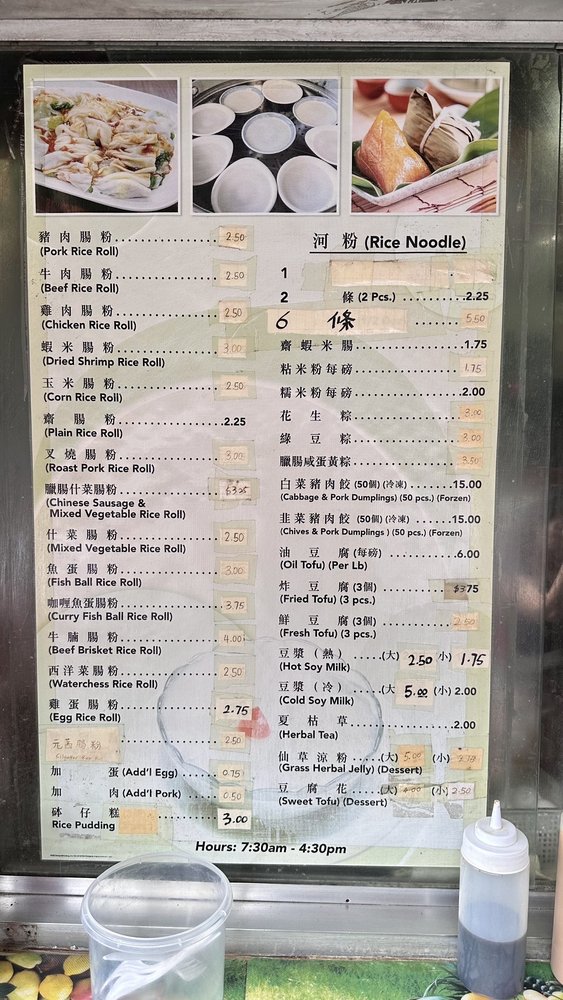 豬肉腸粉 2.50
(Pork Rice Roll)
牛肉腸粉 2.50
(Beef Rice Roll)
雞肉腸粉 2.50
(Chicken Rice Roll)
蝦米腸粉 3.00
(Dried Shrimp Rice Roll)
玉米腸粉 2.50
(Corn Rice Roll)
齋腸粉 2.25
(Plain Rice Roll)
叉燒腸粉 3.00
(Roast Pork Rice Roll)
臘腸什菜腸粉 $3.25
(Chinese Sausage &
Mixed Vegetable Rice Roll)
什菜腸粉 2.50
(Mixed Vegetable Rice Roll)
魚蛋腸粉 3.00
(Fish Ball Rice Roll)
咖喱魚蛋腸粉 3.75
(Curry Fish Ball Rice Roll)
牛腩腸粉 4.00
(Beef Brisket Rice Roll)
西洋菜腸粉 2.50
(Waterchess Rice Roll)
雞蛋腸粉 2.75
(Egg Rice Roll)
元茜腸粉 2.50
加蛋 (Add'l Egg) 0.75
加肉 (Add'l Pork) 0.50
砵仔糕
Rice Pudding 3.00
河粉 (Rice Noodle)
1
2 條 (2 Pcs.) 2.25
6 條 5.50
齋蝦米腸 1.75
粘米粉每磅 1.75
糯米粉每磅 2.00
花生粽 3.00
綠豆粽 3.00
臘腸咸蛋黃粽 3.50
白菜豬肉餃 (50個) (冷凍) 15.00
(Cabbage & Pork Dumplings) (50 pcs.) (Forzen)
韭菜豬肉餃 (50個) (冷凍) 15.00
(Chives & Pork Dumplings ) (50 pcs.) (Forzen)
油豆腐 (每磅) 6.00
(Oil Tofu) (Per Lb)
炸豆腐 (3個) $3.75
(Fried Tofu) (3 pcs.)
鮮豆腐 (3個) 2.50
(Fresh Tofu) (3 pcs.)
豆漿 (熱) (大) 2.50 (小) 1.75
(Hot Soy Milk)
豆漿 (冷) (大 5.00 (小) 2.00
(Cold Soy Milk)
夏枯草 2.00
(Herbal Tea)
仙草凉粉 (大) 5.00 (小)
(Grass Herbal Jelly) (Dessert)
豆腐花 (大) 4.00 (小) 2.50
(Sweet Tofu) (Dessert)
Hours: 7:30am - 4:30pm